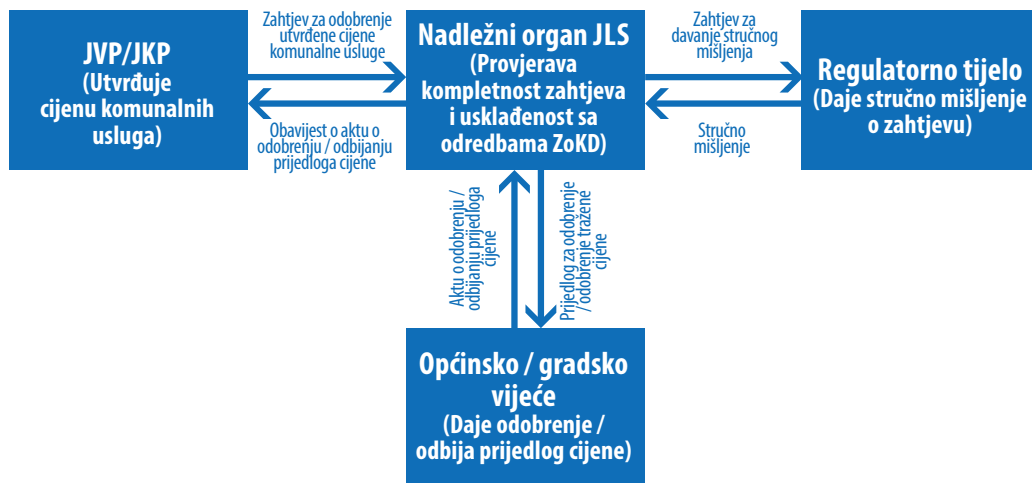 JVP/JKP
(Utvrđuje
cijenu komunalnih
usluga)
Zahtjev za odobrenje
utvrđene cijene
komunalne usluge
Obavijest o aktu o
odobrenju / odbijanju
prijedloga cijene
Nadležni organ JLS
(Provjerava
kompletnost zahtjeva
i usklađenost sa
odredbama ZoKD)
Zahtjev za
davanje stručnog
mišljenja
Stručno
mišljenje
Regulatorno tijelo
(Daje stručno mišljenje
o zahtjevu)
Aktu o odobrenju /
odbijanju prijedloga
cijene
Prijedlog za odobrenje
/ odobrenje tražene
cijene
Općinsko / gradsko
vijeće
(Daje odobrenje /
odbija prijedlog cijene)